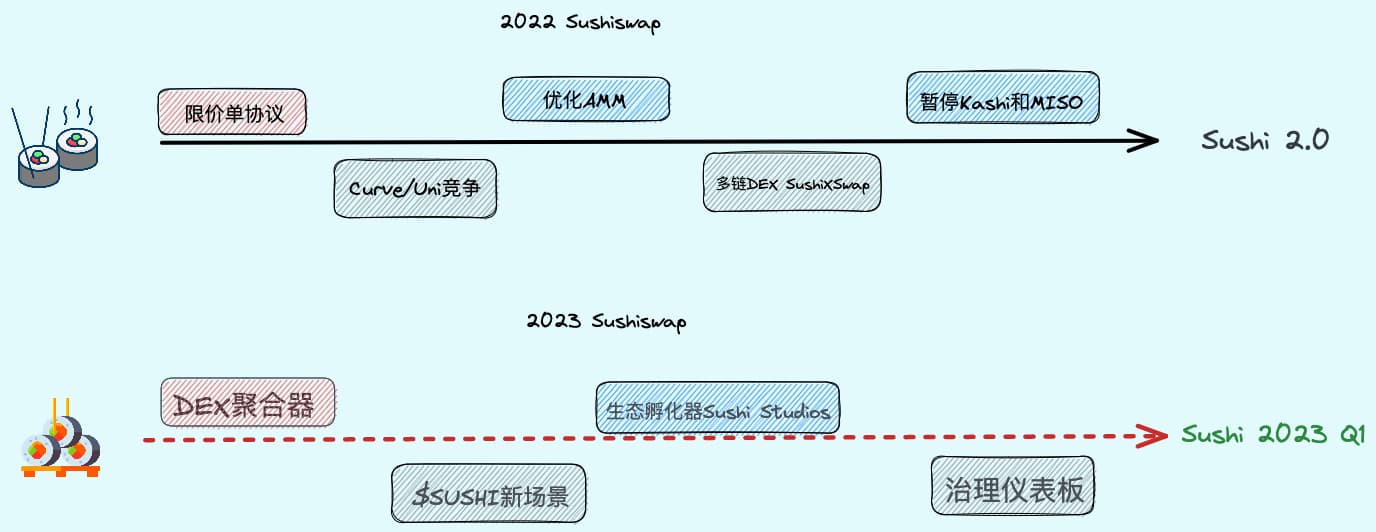 2022 Sushiswap
限价单协议
Curve/Uni竞争
优化AMM
多链DEX SushiXSwap
暂停Kashi和MISO
Sushi 2.0
2023 Sushiswap
DEX聚合器
$SUSHI新场景
生态孵化器Sushi Studios
治理仪表板
Sushi 2023 Q1